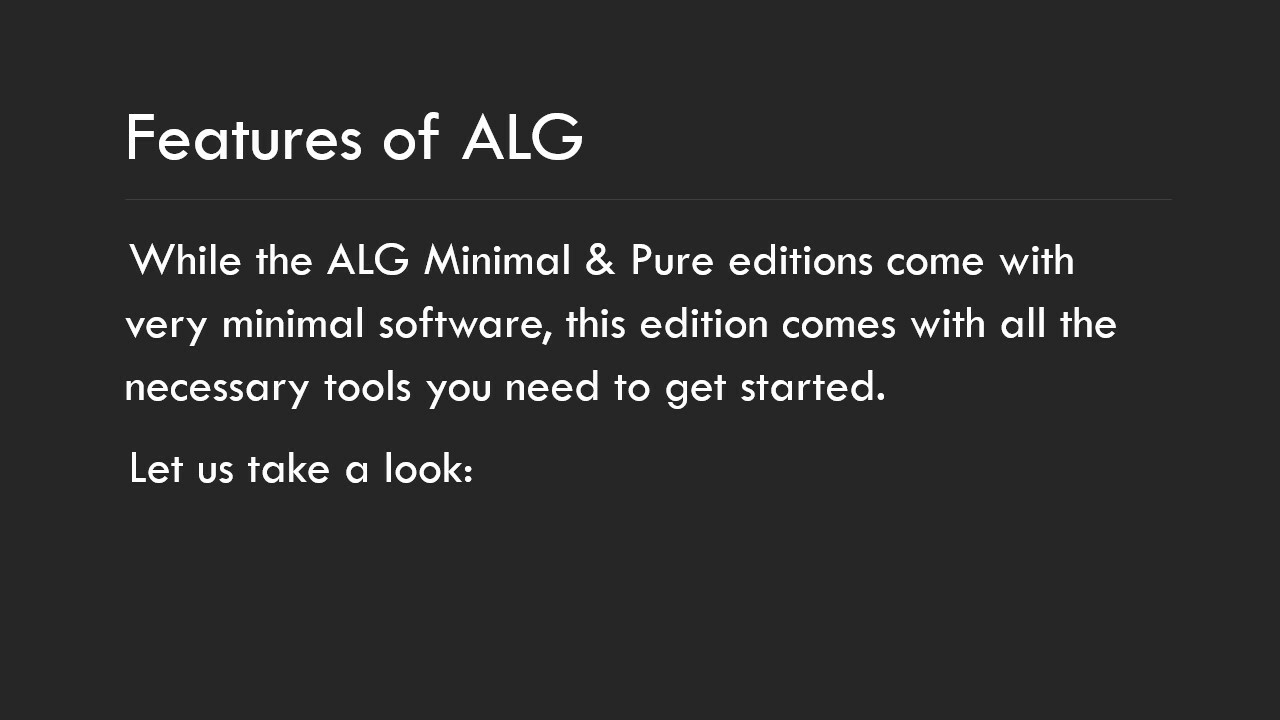 Features of ALG
While the ALG Minimal & Pure editions come with
very minimal software, this edition comes with all the
necessary tools you need to get started.
Let us take a look: